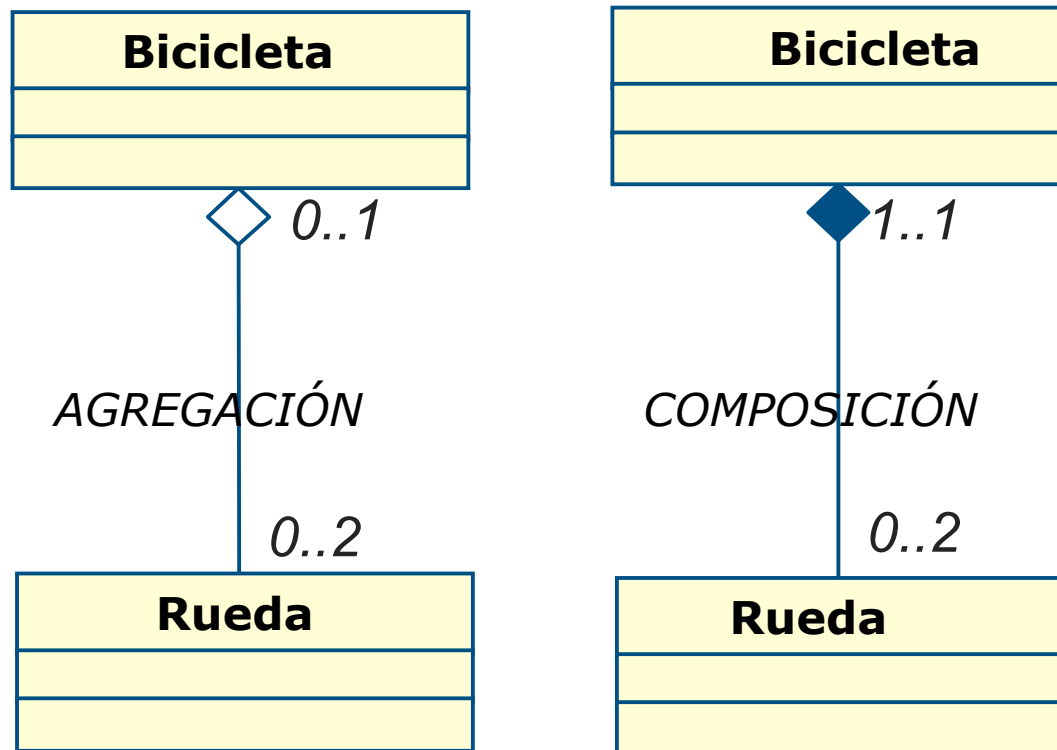 Bicicleta
0..1
AGREGACIÓN
0..2
Rueda
Bicicleta
1..1
COMPOSICIÓN
0..2
Rueda